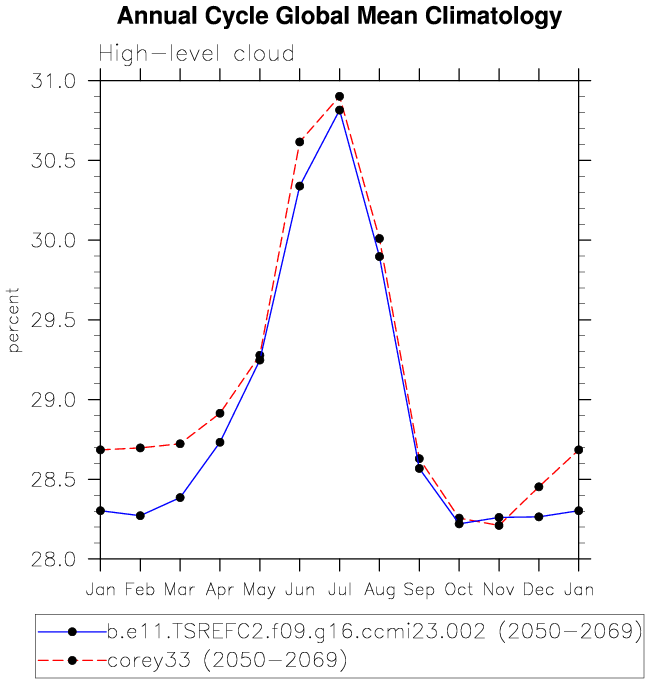 Annual Cycle Global Mean Climatology
High-level cloud
31.0
30.5
30.0
29.5
29.0
28.5
28.0
percent
Jan Feb Mar Apr May Jun Jul Aug Sep Oct Nov Dec Jan
b.e11.TSREFC2.f09.g16.ccmi23.002 (2050-2069)
corey33 (2050-2069)